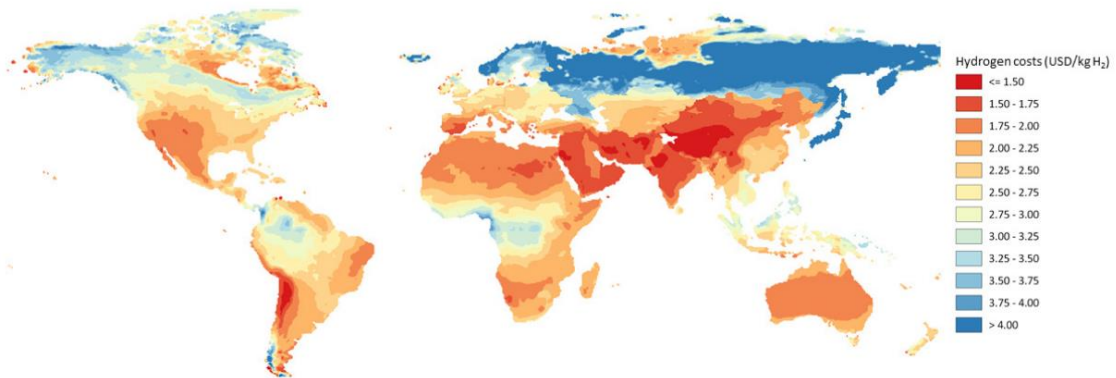 Hydrogen costs (USD/kg H₂)
<= 1.50
1.50 - 1.75
1.75 - 2.00
2.00 - 2.25
2.25 - 2.50
2.50 - 2.75
2.75 - 3.00
3.00 - 3.25
3.25 - 3.50
3.50 - 3.75
3.75 - 4.00
> 4.00